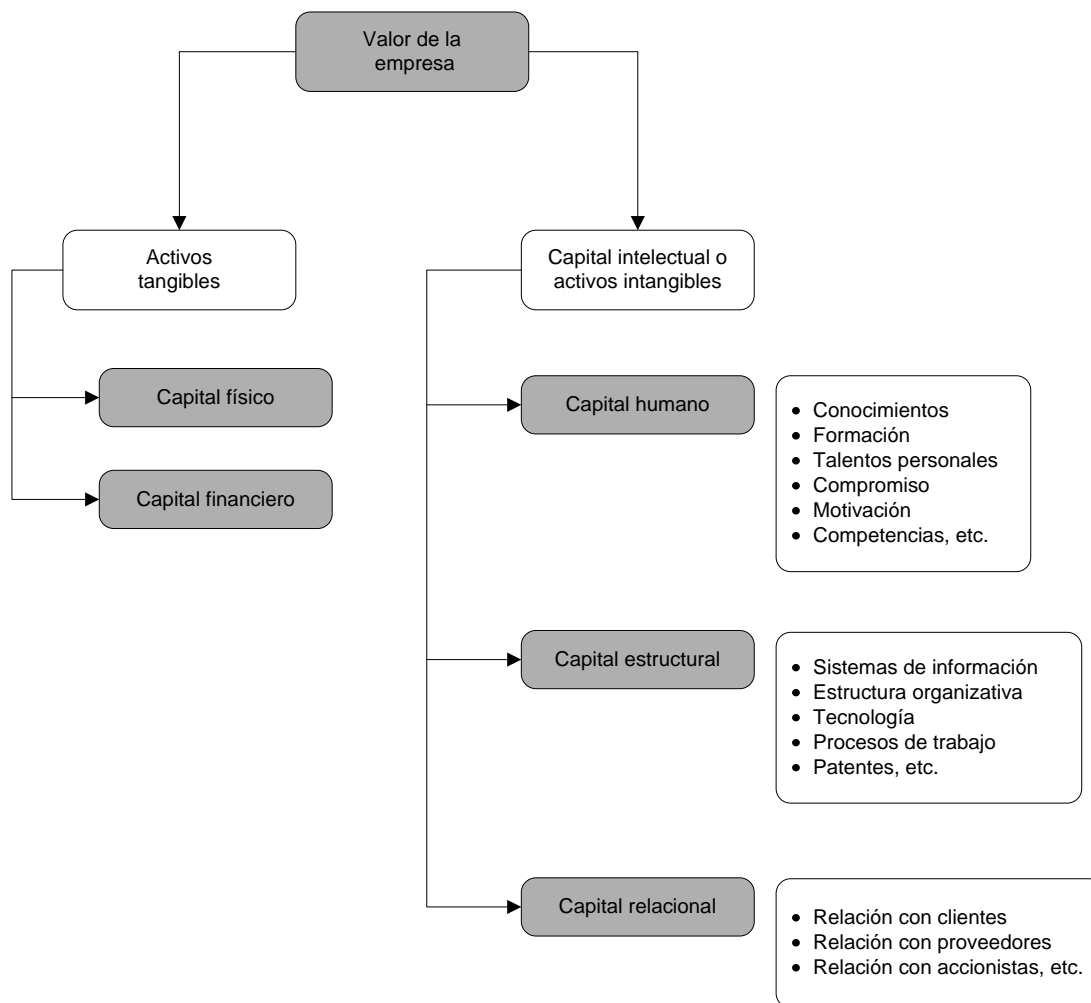 Valor de la
empresa
Activos
tangibles
Capital físico
Capital financiero
Capital intelectual o
activos intangibles
Capital humano
• Conocimientos
• Formación
• Talentos personales
• Compromiso
• Motivación
• Competencias, etc.
Capital estructural
• Sistemas de información
• Estructura organizativa
• Tecnología
• Procesos de trabajo
• Patentes, etc.
Capital relacional
• Relación con clientes
• Relación con proveedores
• Relación con accionistas, etc.